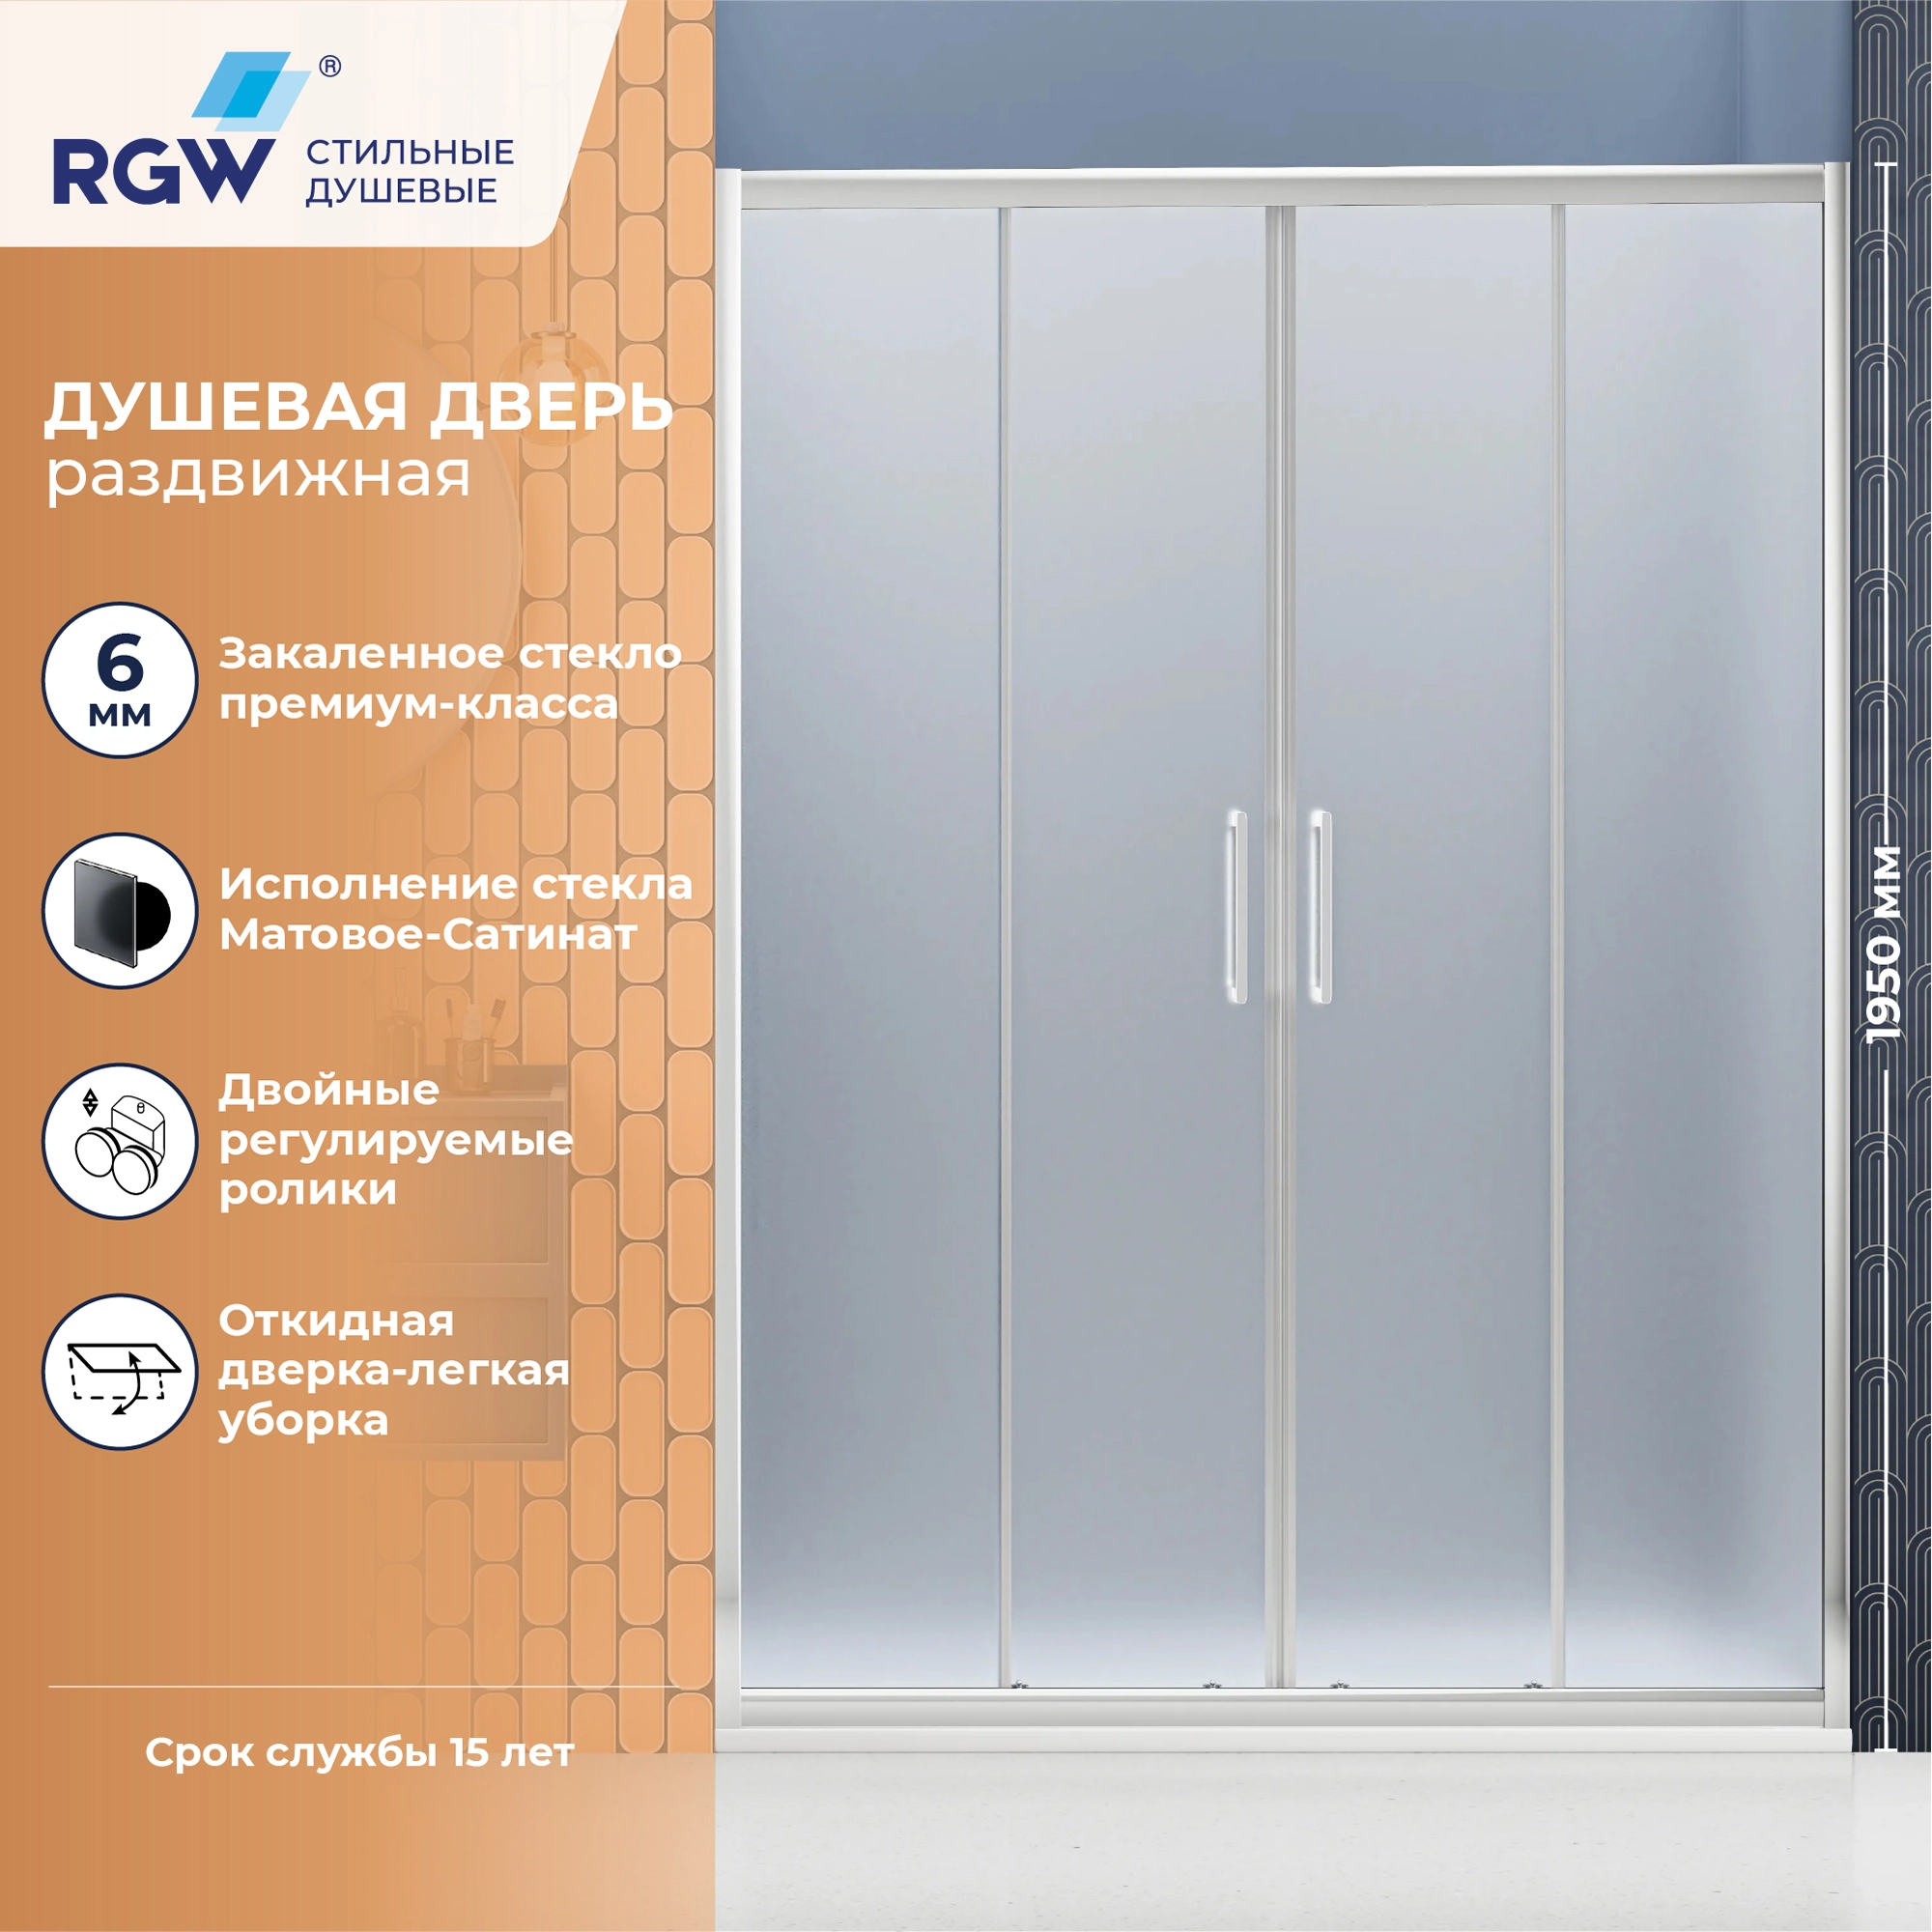 RGW®
СТИЛЬНЫЕ
ДУШЕВЫЕ
ДУШЕВАЯ ДВЕРЬ
раздвижная
6
мм
Закаленное стекло
премиум-класса
Исполнение стекла
Матовое-Сатинат
Двойные
регулируемые
ролики
Откидная
дверка-легкая
уборка
Срок службы 15 лет
1950 мм